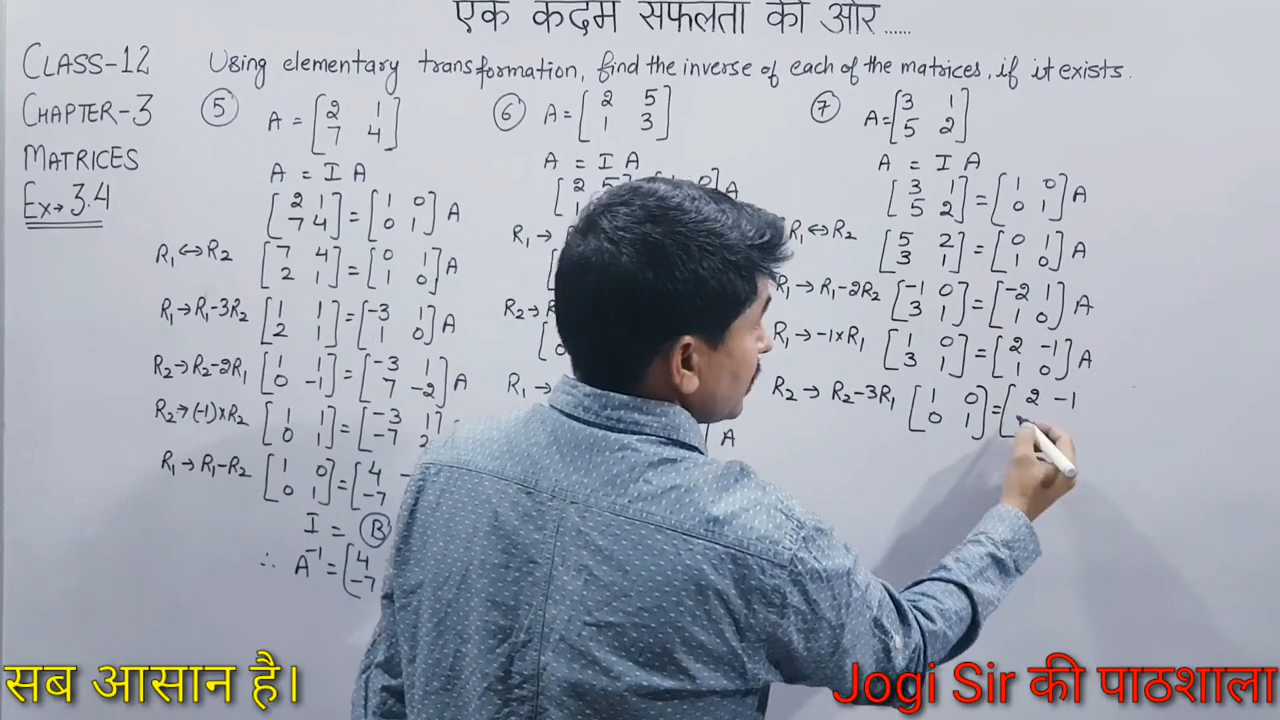 एक कदम सफलता की ओर......
CLASS-12
CHAPTER-3
MATRICES
Ex→3.4
Using elementary transformation, find the inverse of each of the matrices, if it exists.
⑤ A = [2 1
7 4]
A = I A
[2 1
7 4] = [1 0
0 1] A
R₁↔R₂ [7 4
2 1] = [0 1
1 0] A
R₁→R₁-3R₂ [1 1
2 1] = [-3 1
1 0] A
R₂→R₂-2R₁ [1 1
0 -1] = [-3 1
7 -2] A
R₂→(-1)×R₂ [1 1
0 1] = [-3 1
-7 2
R₁→R₁-R₂ [1 0
0 1] = [4 -
-7
I = B
∴ A⁻¹ = [4
-7
⑥ A = [2 5
1 3]
A = I A
[2 5
A
R₁→
R₂→
[0
R₁→
A
⑦ A = [3 1
5 2]
A = I A
[3 1
5 2] = [1 0
0 1] A
R₁↔R₂
[5 2
3 1] = [0 1
1 0] A
R₁→R₁-2R₂ [-1 0
3 1] = [-2 1
1 0] A
R₁→-1×R₁ [1 0
3 1] = [2 -1
1 0] A
R₂→R₂-3R₁ [1 0
0 1] = [2 -1
सब आसान है।
Jogi Sir की पाठशाला